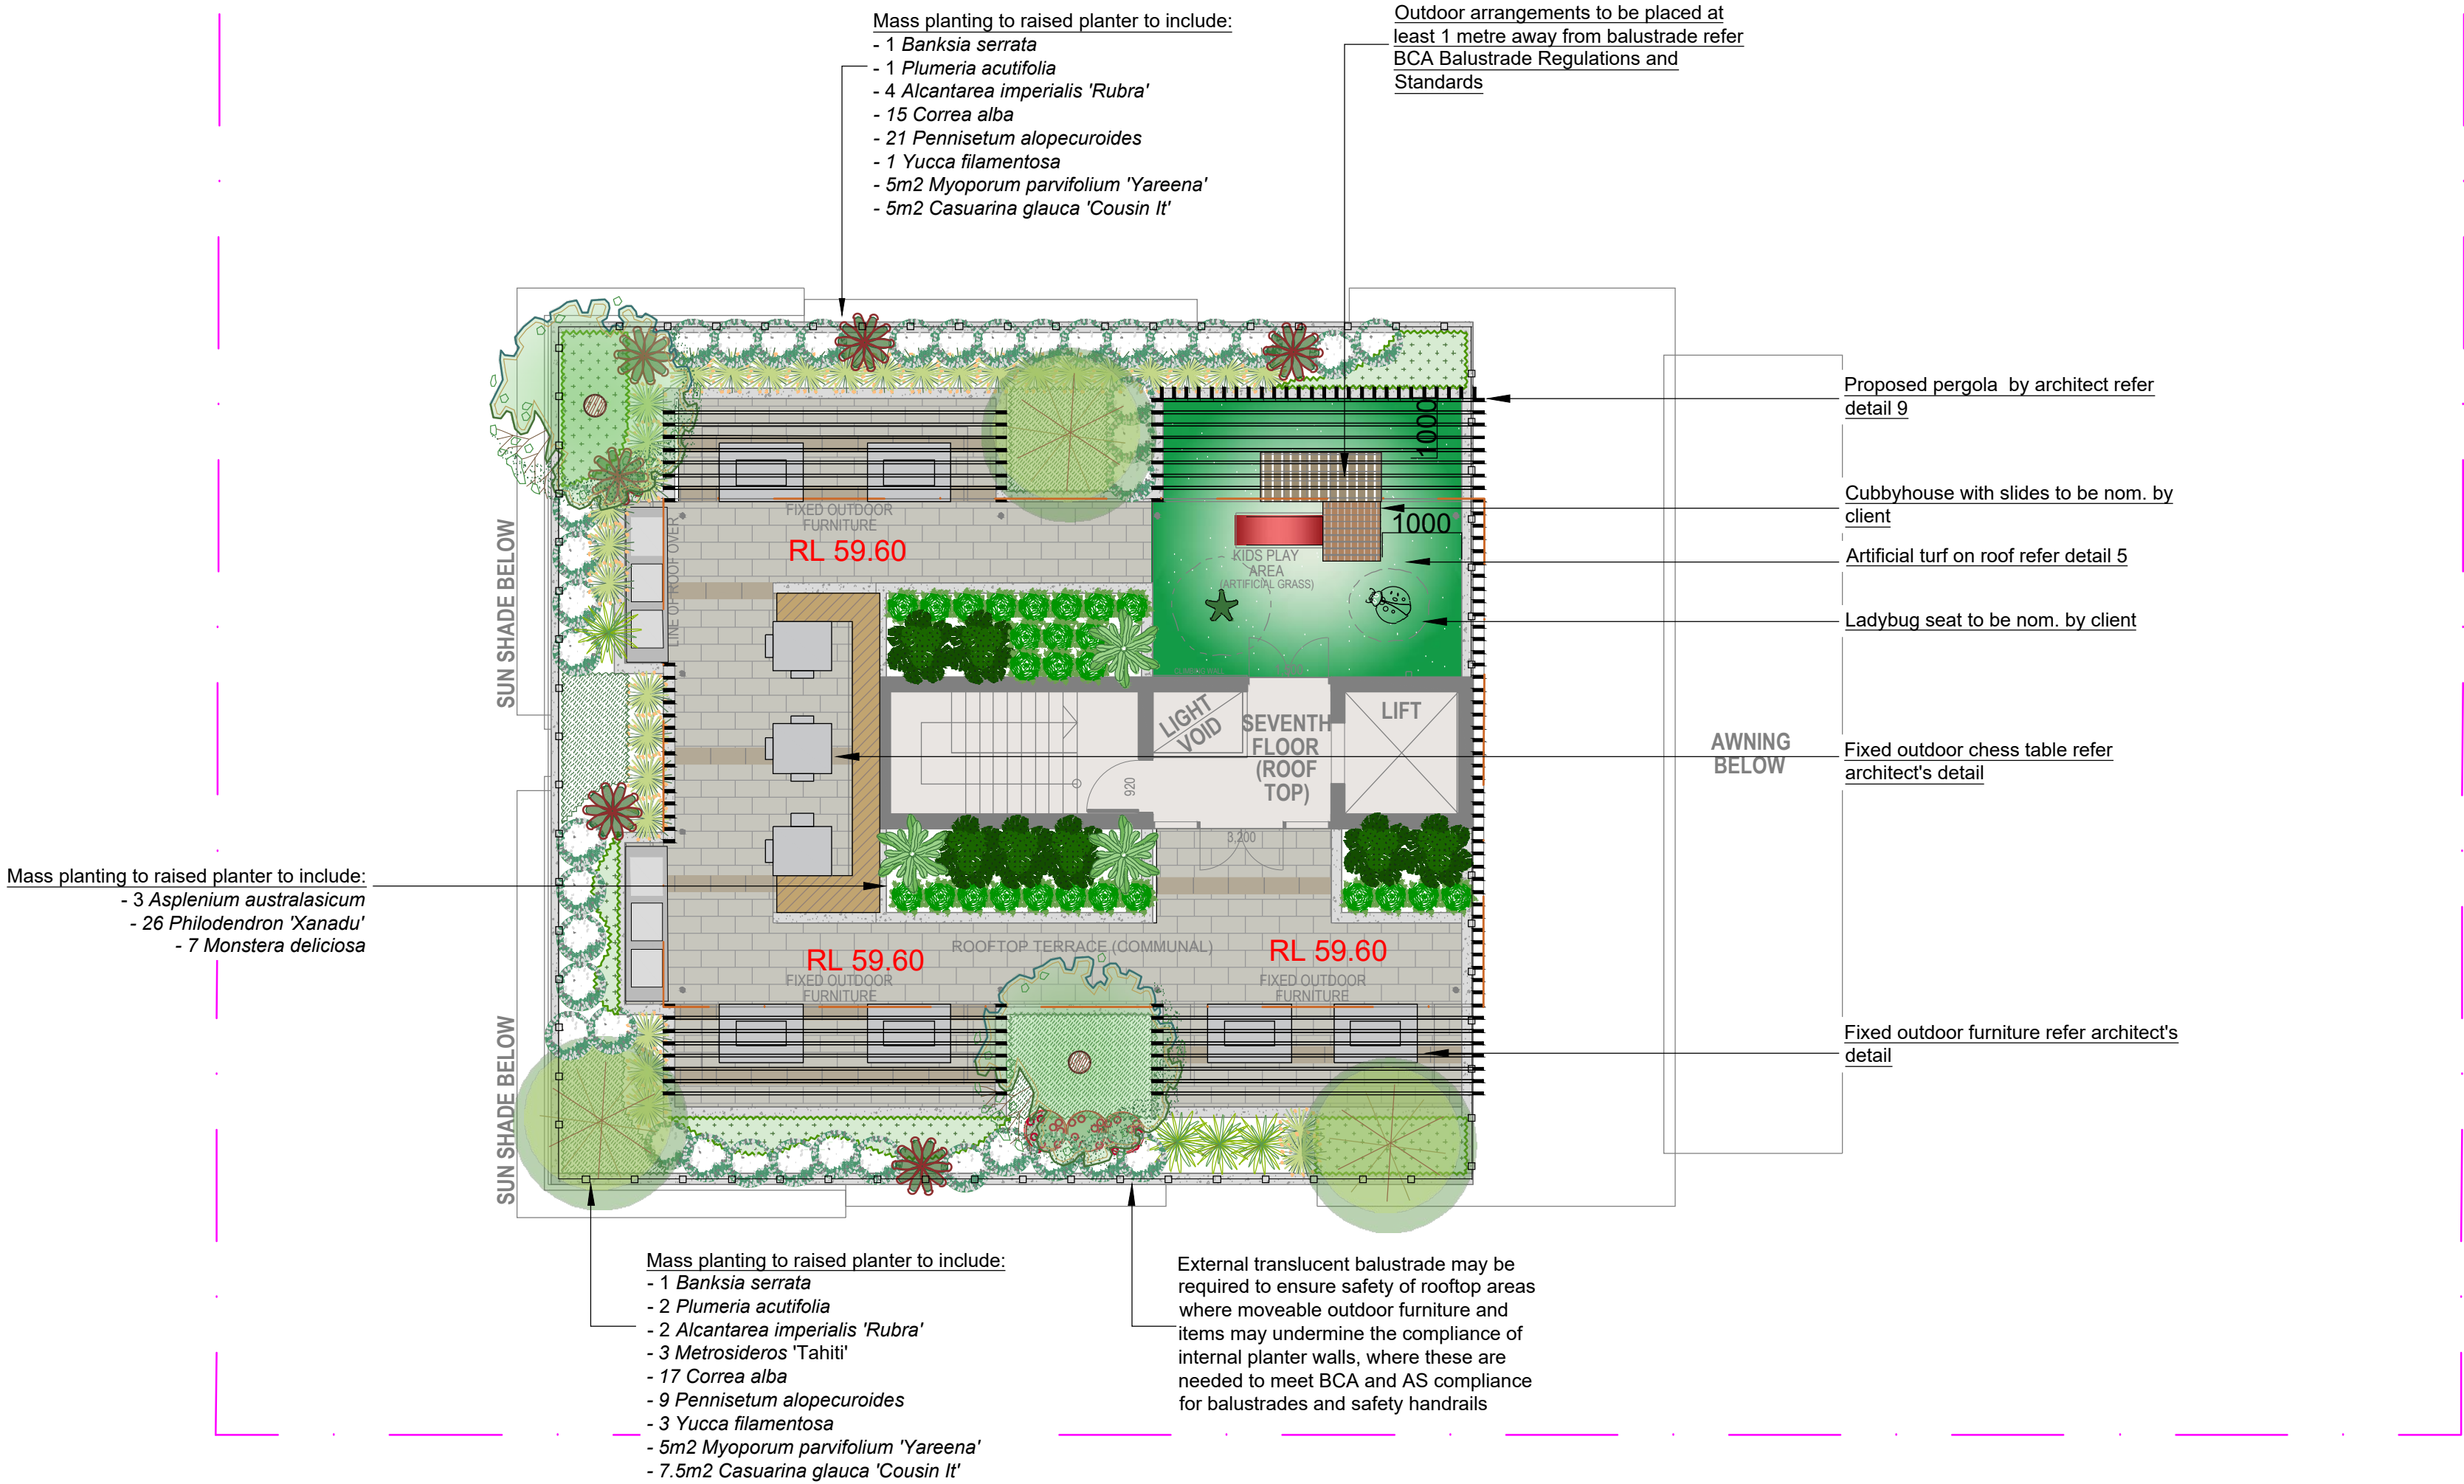 Mass planting to raised planter to include:
- 1 Banksia serrata
- 1 Plumeria acutifolia
- 4 Alcantarea imperialis 'Rubra'
- 15 Correa alba
- 21 Pennisetum alopecuroides
- 1 Yucca filamentosa
- 5m2 Myoporum parvifolium 'Yareena'
- 5m2 Casuarina glauca 'Cousin It'
Outdoor arrangements to be placed at
least 1 metre away from balustrade refer
BCA Balustrade Regulations and
Standards
Proposed pergola by architect refer
detail 9
Cubbyhouse with slides to be nom. by
client
Artificial turf on roof refer detail 5
Ladybug seat to be nom. by client
Fixed outdoor chess table refer
architect's detail
Fixed outdoor furniture refer architect's
detail
1000
1000
FIXED OUTDOOR
FURNITURE
RL 59.60
LINE OF ROOF OVER
KIDS PLAY
AREA
(ARTIFICIAL GRASS)
SUN SHADE BELOW
LIGHT
VOID
SEVENTH
FLOOR
(ROOF
TOP)
LIFT
920
3,200
AWNING
BELOW
Mass planting to raised planter to include:
- 3 Asplenium australasicum
- 26 Philodendron 'Xanadu'
- 7 Monstera deliciosa
ROOFTOP TERRACE (COMMUNAL)
RL 59.60
FIXED OUTDOOR
FURNITURE
RL 59.60
FIXED OUTDOOR
FURNITURE
SUN SHADE BELOW
Mass planting to raised planter to include:
- 1 Banksia serrata
- 2 Plumeria acutifolia
- 2 Alcantarea imperialis 'Rubra'
- 3 Metrosideros 'Tahiti'
- 17 Correa alba
- 9 Pennisetum alopecuroides
- 3 Yucca filamentosa
- 5m2 Myoporum parvifolium 'Yareena'
- 7.5m2 Casuarina glauca 'Cousin It'
External translucent balustrade may be
required to ensure safety of rooftop areas
where moveable outdoor furniture and
items may undermine the compliance of
internal planter walls, where these are
needed to meet BCA and AS compliance
for balustrades and safety handrails